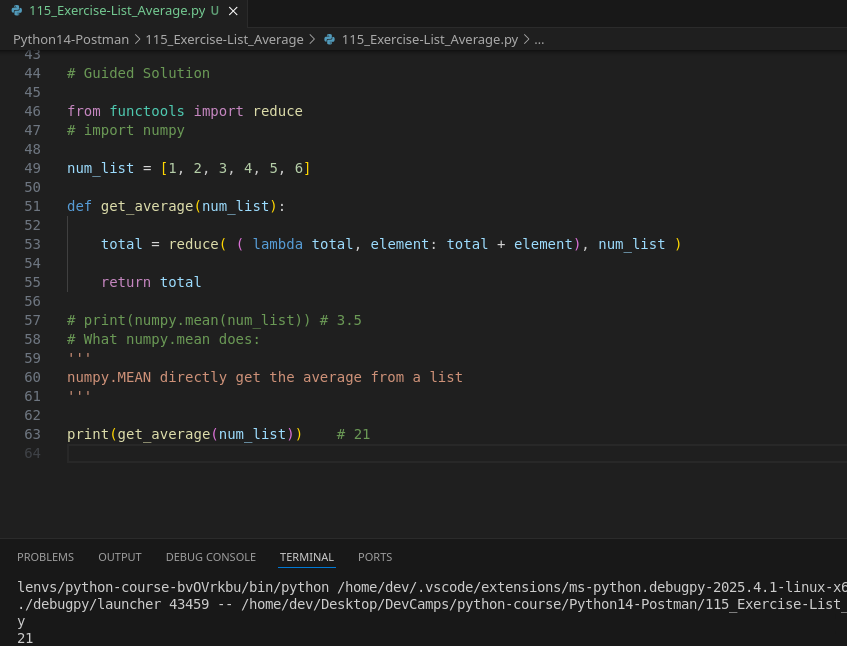 115_Exercise-List_Average.py U ×
Python14-Postman > 115_Exercise-List_Average > 115_Exercise-List_Average.py > ...
43
44 # Guided Solution
45
46 from functools import reduce
47 # import numpy
48
49 num_list = [1, 2, 3, 4, 5, 6]
50
51 def get_average(num_list):
52
53     total = reduce( ( lambda total, element: total + element), num_list )
54
55     return total
56
57 # print(numpy.mean(num_list)) # 3.5
58 # What numpy.mean does:
59 '''
60 numpy.MEAN directly get the average from a list
61 '''
62
63 print(get_average(num_list))    # 21
64
PROBLEMS OUTPUT DEBUG CONSOLE TERMINAL PORTS
lenvs/python-course-bvOVrkbu/bin/python /home/dev/.vscode/extensions/ms-python.debugpy-2025.4.1-linux-x6
./debugpy/launcher 43459 -- /home/dev/Desktop/DevCamps/python-course/Python14-Postman/115_Exercise-List_
y
21